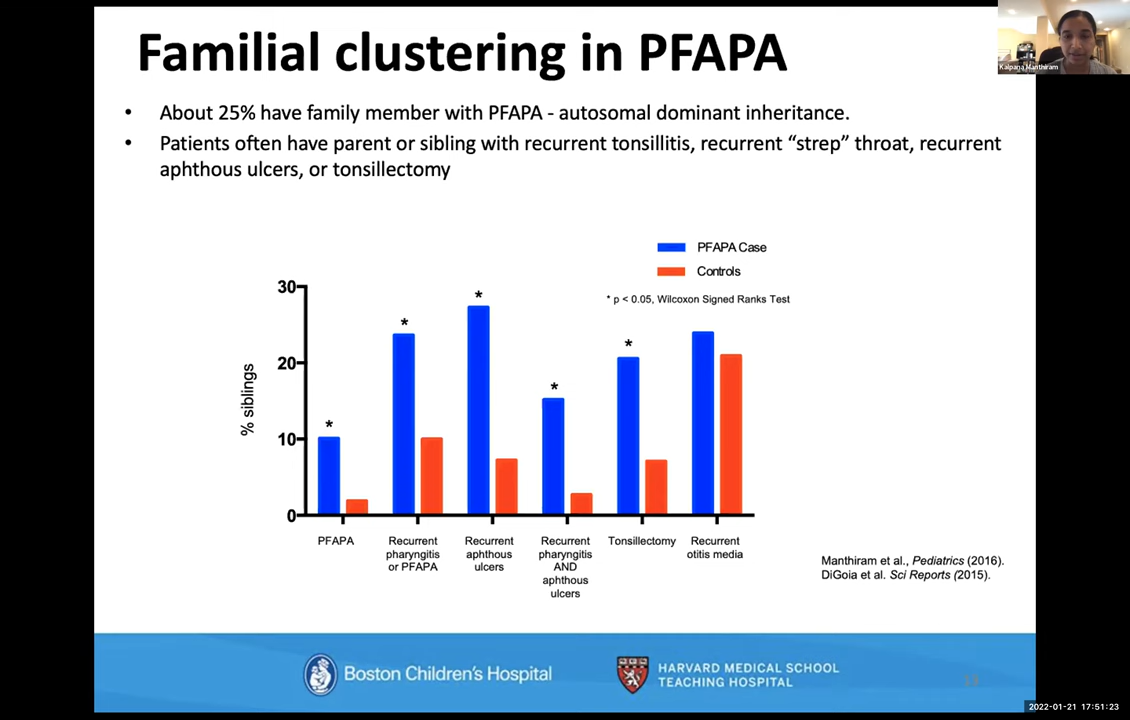 Familial clustering in PFAPA
Kalpana Manthiram
• About 25% have family member with PFAPA - autosomal dominant inheritance.
• Patients often have parent or sibling with recurrent tonsillitis, recurrent “strep” throat, recurrent
aphthous ulcers, or tonsillectomy
PFAPA Case
Controls
* p < 0.05, Wilcoxon Signed Ranks Test
% siblings
30
20
10
0
*
*
*
*
*
PFAPA
Recurrent
pharyngitis
or PFAPA
Recurrent
aphthous
ulcers
Recurrent
pharyngitis
AND
aphthous
ulcers
Tonsillectomy
Recurrent
otitis media
Manthiram et al., Pediatrics (2016).
DiGoia et al. Sci Reports (2015).
Boston Children's Hospital
HARVARD MEDICAL SCHOOL
TEACHING HOSPITAL
2022-01-21 17:51:23